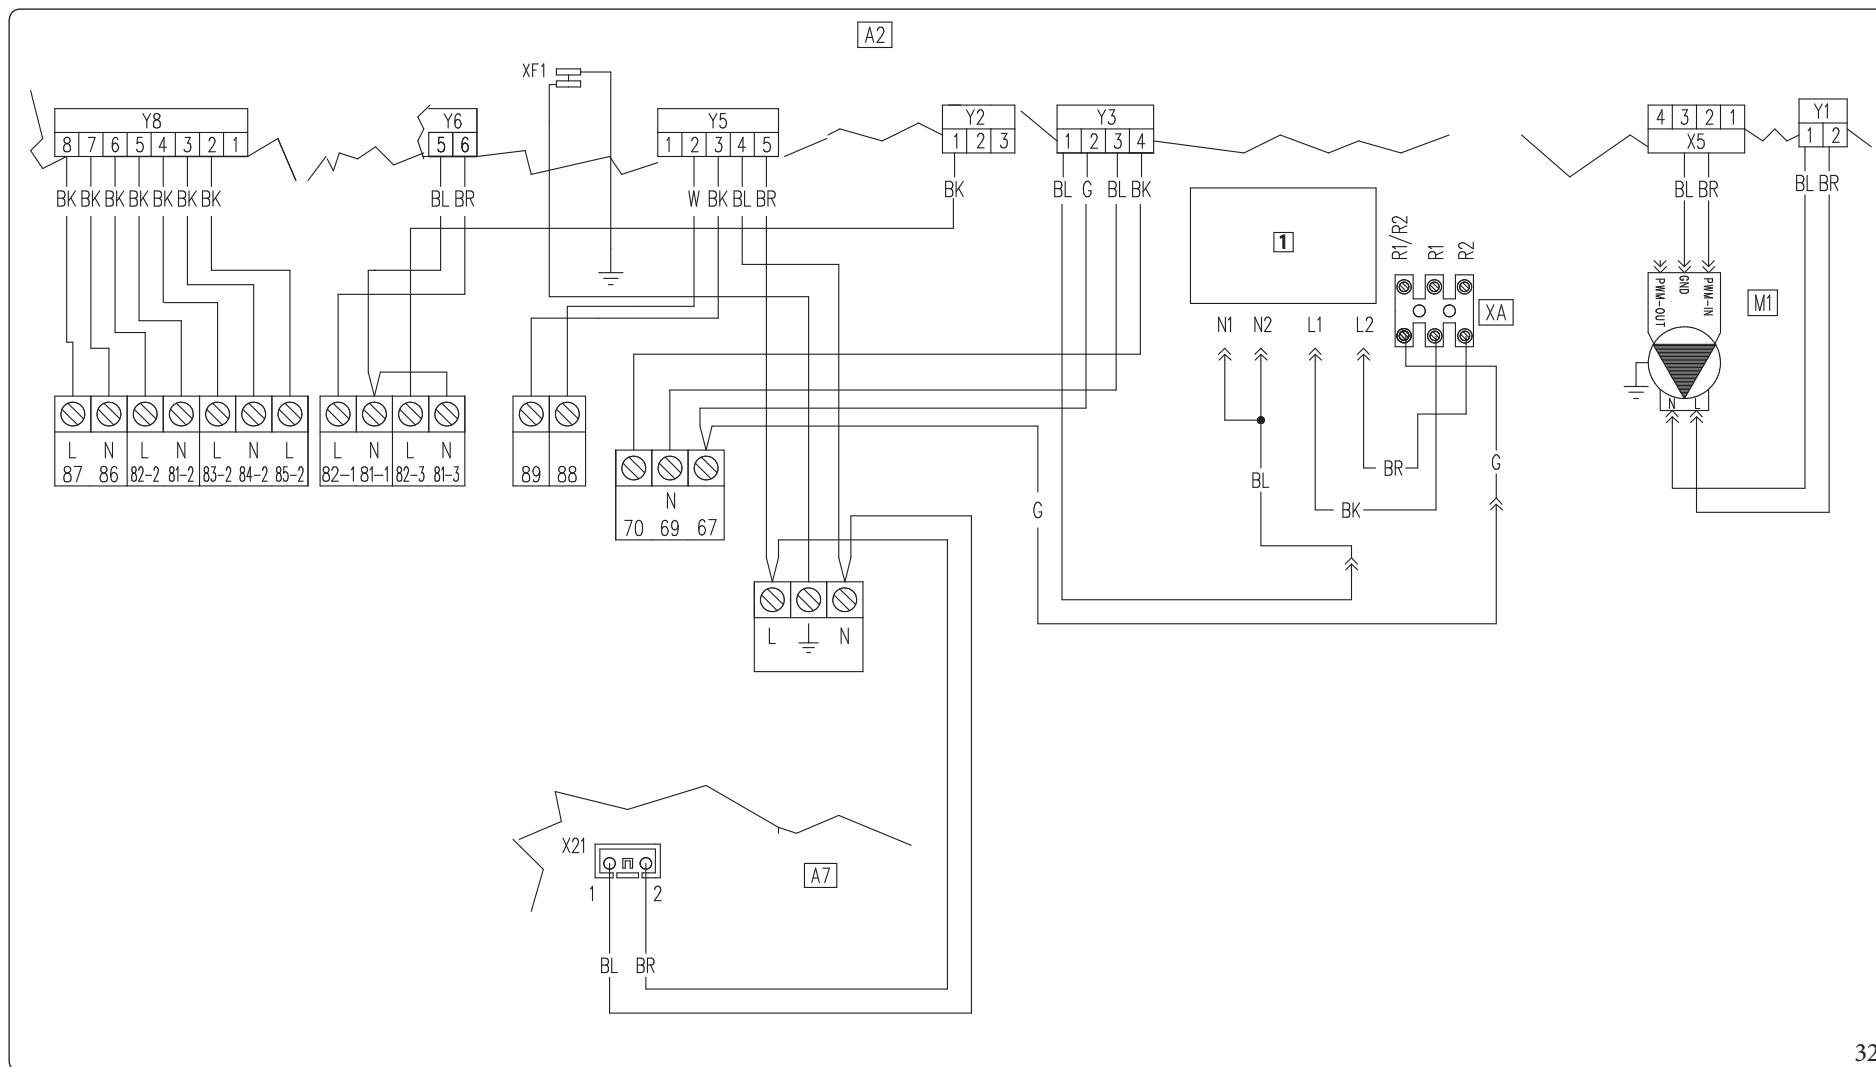 A2
XF1
Y8
8 7 6 5 4 3 2 1
BK BK BK BK BK BK BK
Y6
5 6
BL BR
Y5
1 2 3 4 5
W BK BL BR
Y2
1 2 3
BK
Y3
1 2 3 4
BL G BL BK
4 3 2 1
X5
BL BR
Y1
1 2
BL BR
1
N1 N2 L1 L2
R1/R2 R1 R2
XA
PWM-OUT GND PWM-IN
M1
N L
L N L N L N L
87 86 82-2 81-2 83-2 84-2 85-2
L N L N
82-1 81-1 82-3 81-3
89 88
N
70 69 67
G
BL
BR
BK
G
L N
X21
1 2
A7
BL BR
32